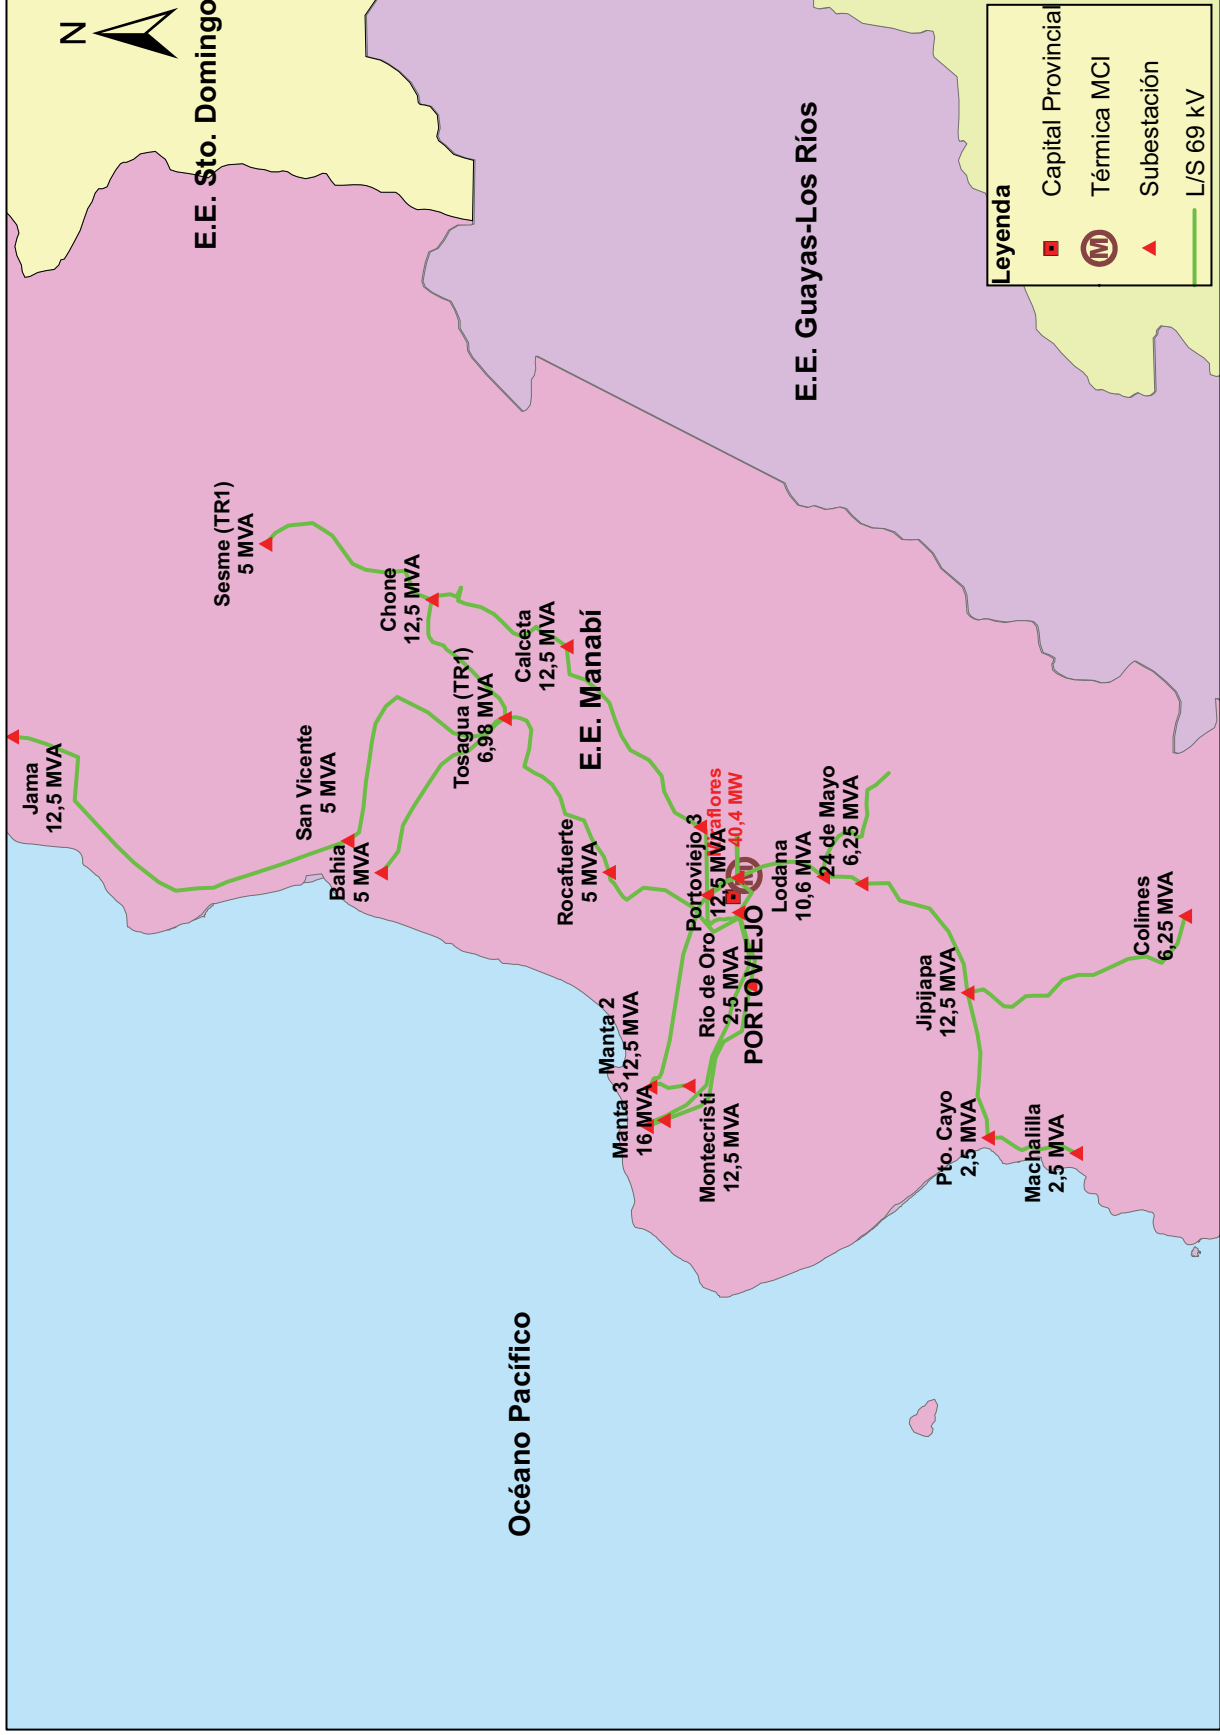 N
E.E. Sto. Domingo
Jama
12,5 MVA
Sesme (TR1)
5 MVA
San Vicente
5 MVA
Bahia
5 MVA
Chone
12,5 MVA
Tosagua (TR1)
6,98 MVA
Calceta
12,5 MVA
E.E. Manabí
Rocafuerte
5 MVA
Océano Pacífico
Manta 2
12,5 MVA
Manta 3
16 MVA
Montecristi
12,5 MVA
Portoviejo 3
12,5 MVA
Miraflores
40,4 MW
Rio de Oro
2,5 MVA
PORTOVIEJO
Lodana
10,6 MVA
24 de Mayo
6,25 MVA
E.E. Guayas-Los Ríos
Jipijapa
12,5 MVA
Pto. Cayo
2,5 MVA
Machalilla
2,5 MVA
Colimes
6,25 MVA
Leyenda
Capital Provincial
M Térmica MCI
Subestación
L/S 69 kV